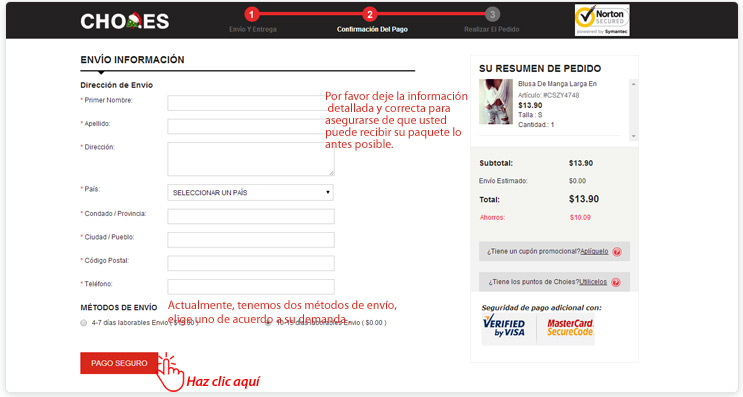 CHOIES
1 2 3
Envío Y Entrega Confirmación Del Pago Realizar El Pedido
Norton
SECURED
powered by Symantec
ENVÍO INFORMACIÓN
Dirección de Envío
* Primer Nombre:
* Apellido:
* Dirección:
* País:
SELECCIONAR UN PAÍS
* Condado / Provincia:
* Ciudad / Pueblo:
* Código Postal:
* Teléfono:
Por favor deje la información
detallada y correcta para
asegurarse de que usted
puede recibir su paquete lo
antes posible.
MÉTODOS DE ENVÍO
Actualmente, tenemos dos métodos de envío,
elige uno de acuerdo a su demanda.
4-7 días laborables Envío (
10-15 días laborables Envío ( $0.00 )
PAGO SEGURO
Haz clic aquí
SU RESUMEN DE PEDIDO
Blusa De Manga Larga En
Artículo: #CSZY4748
$13.90
Talla : S
Cantidad.: 1
Subtotal: $13.90
Envío Estimado: $0.00
Total: $13.90
Ahorros: $10.09
¿Tiene un cupón promocional?Aplíquelo ?
¿Tiene los puntos de Choies?Utilícelos ?
Seguridad de pago adicional con:
VERIFIED
by VISA
MasterCard
SecureCode.